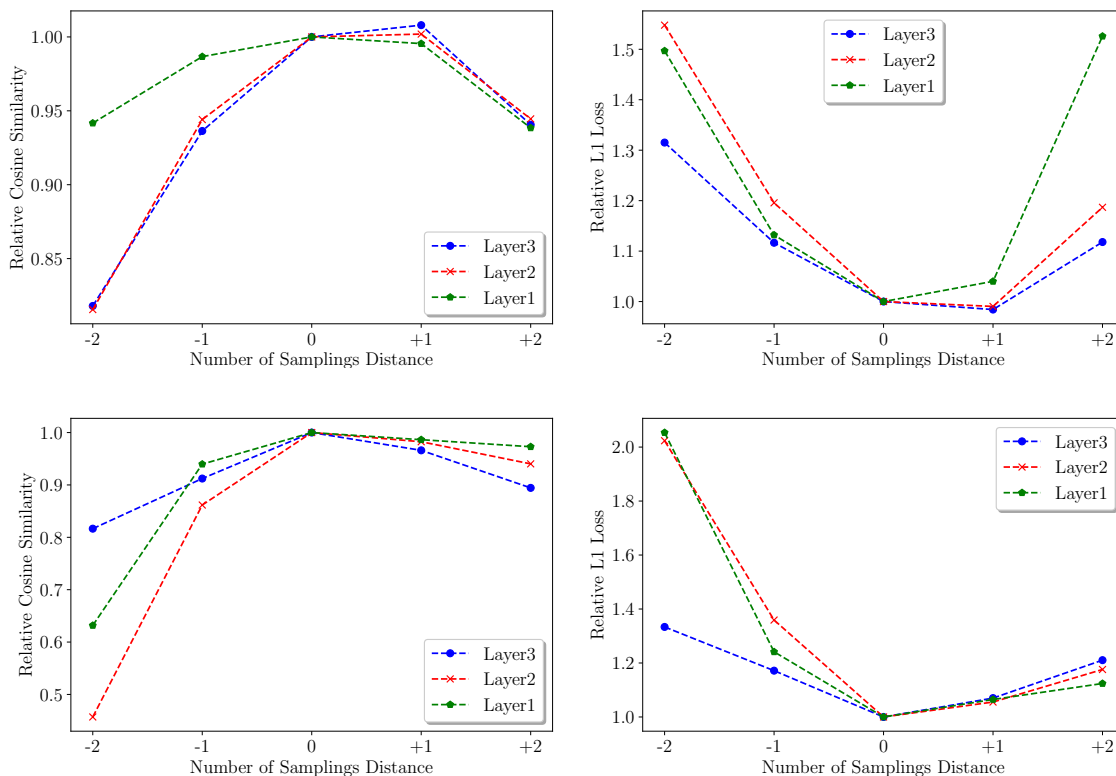 Relative Cosine Similarity
1.00
0.95
0.90
0.85
Layer3
Layer2
Layer1
-2
-1
0
+1
+2
Number of Samplings Distance
Relative L1 Loss
1.5
1.4
1.3
1.2
1.1
1.0
Layer3
Layer2
Layer1
-2
-1
0
+1
+2
Number of Samplings Distance
Relative Cosine Similarity
1.0
0.9
0.8
0.7
0.6
0.5
Layer3
Layer2
Layer1
-2
-1
0
+1
+2
Number of Samplings Distance
Relative L1 Loss
2.0
1.8
1.6
1.4
1.2
1.0
Layer3
Layer2
Layer1
-2
-1
0
+1
+2
Number of Samplings Distance